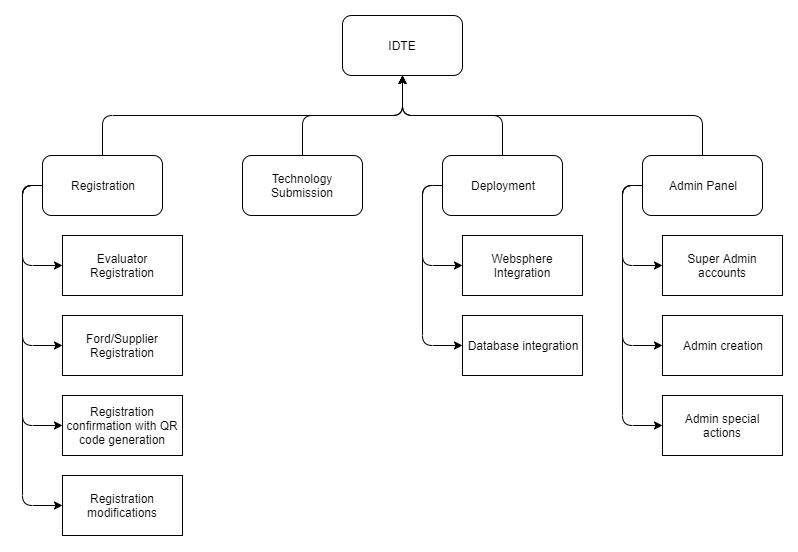 IDTE
Registration
Technology
Submission
Deployment
Admin Panel
Evaluator
Registration
Websphere
Integration
Super Admin
accounts
Ford/Supplier
Registration
Database integration
Admin creation
Registration
confirmation with QR
code generation
Admin special
actions
Registration
modifications